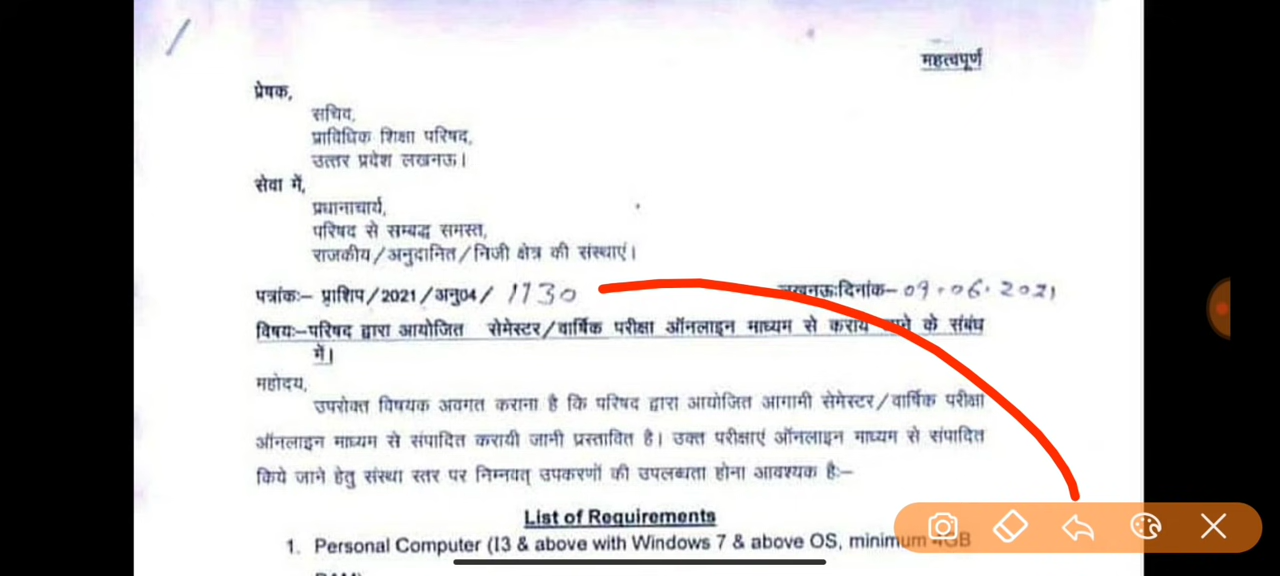 महत्वपूर्ण
प्रेषक,
सचिव,
प्राविधिक शिक्षा परिषद,
उत्तर प्रदेश लखनऊ।
सेवा में,
प्रधानाचार्य,
परिषद से सम्बद्ध समस्त,
राजकीय/अनुदानित/निजी क्षेत्र की संस्थाएं।
पत्रांकः– प्राशिप/2021/अनु04/ 1730 लखनऊःदिनांक– 09.06.2021
विषयः–परिषद द्वारा आयोजित सेमेस्टर/वार्षिक परीक्षा ऑनलाइन माध्यम से कराये जाने के संबंध
में।
महोदय,
उपरोक्त विषयक अवगत कराना है कि परिषद द्वारा आयोजित आगामी सेमेस्टर/वार्षिक परीक्षा
ऑनलाइन माध्यम से संपादित करायी जानी प्रस्तावित है। उक्त परीक्षाएं ऑनलाइन माध्यम से संपादित
किये जाने हेतु संस्था स्तर पर निम्नवत् उपकरणों की उपलब्धता होना आवश्यक हैः–
List of Requirements
1. Personal Computer (I3 & above with Windows 7 & above OS, minimum 4GB